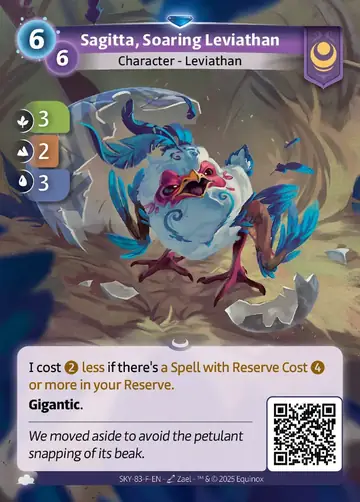 6
6
Sagitta, Soaring Leviathan
Character - Leviathan
3
2
3
I cost 2 less if there's a Spell with Reserve Cost 4
or more in your Reserve.
Gigantic.
We moved aside to avoid the petulant
snapping of its beak.
SKY-83-F-EN - Zael - ™ & © 2025 Equinox